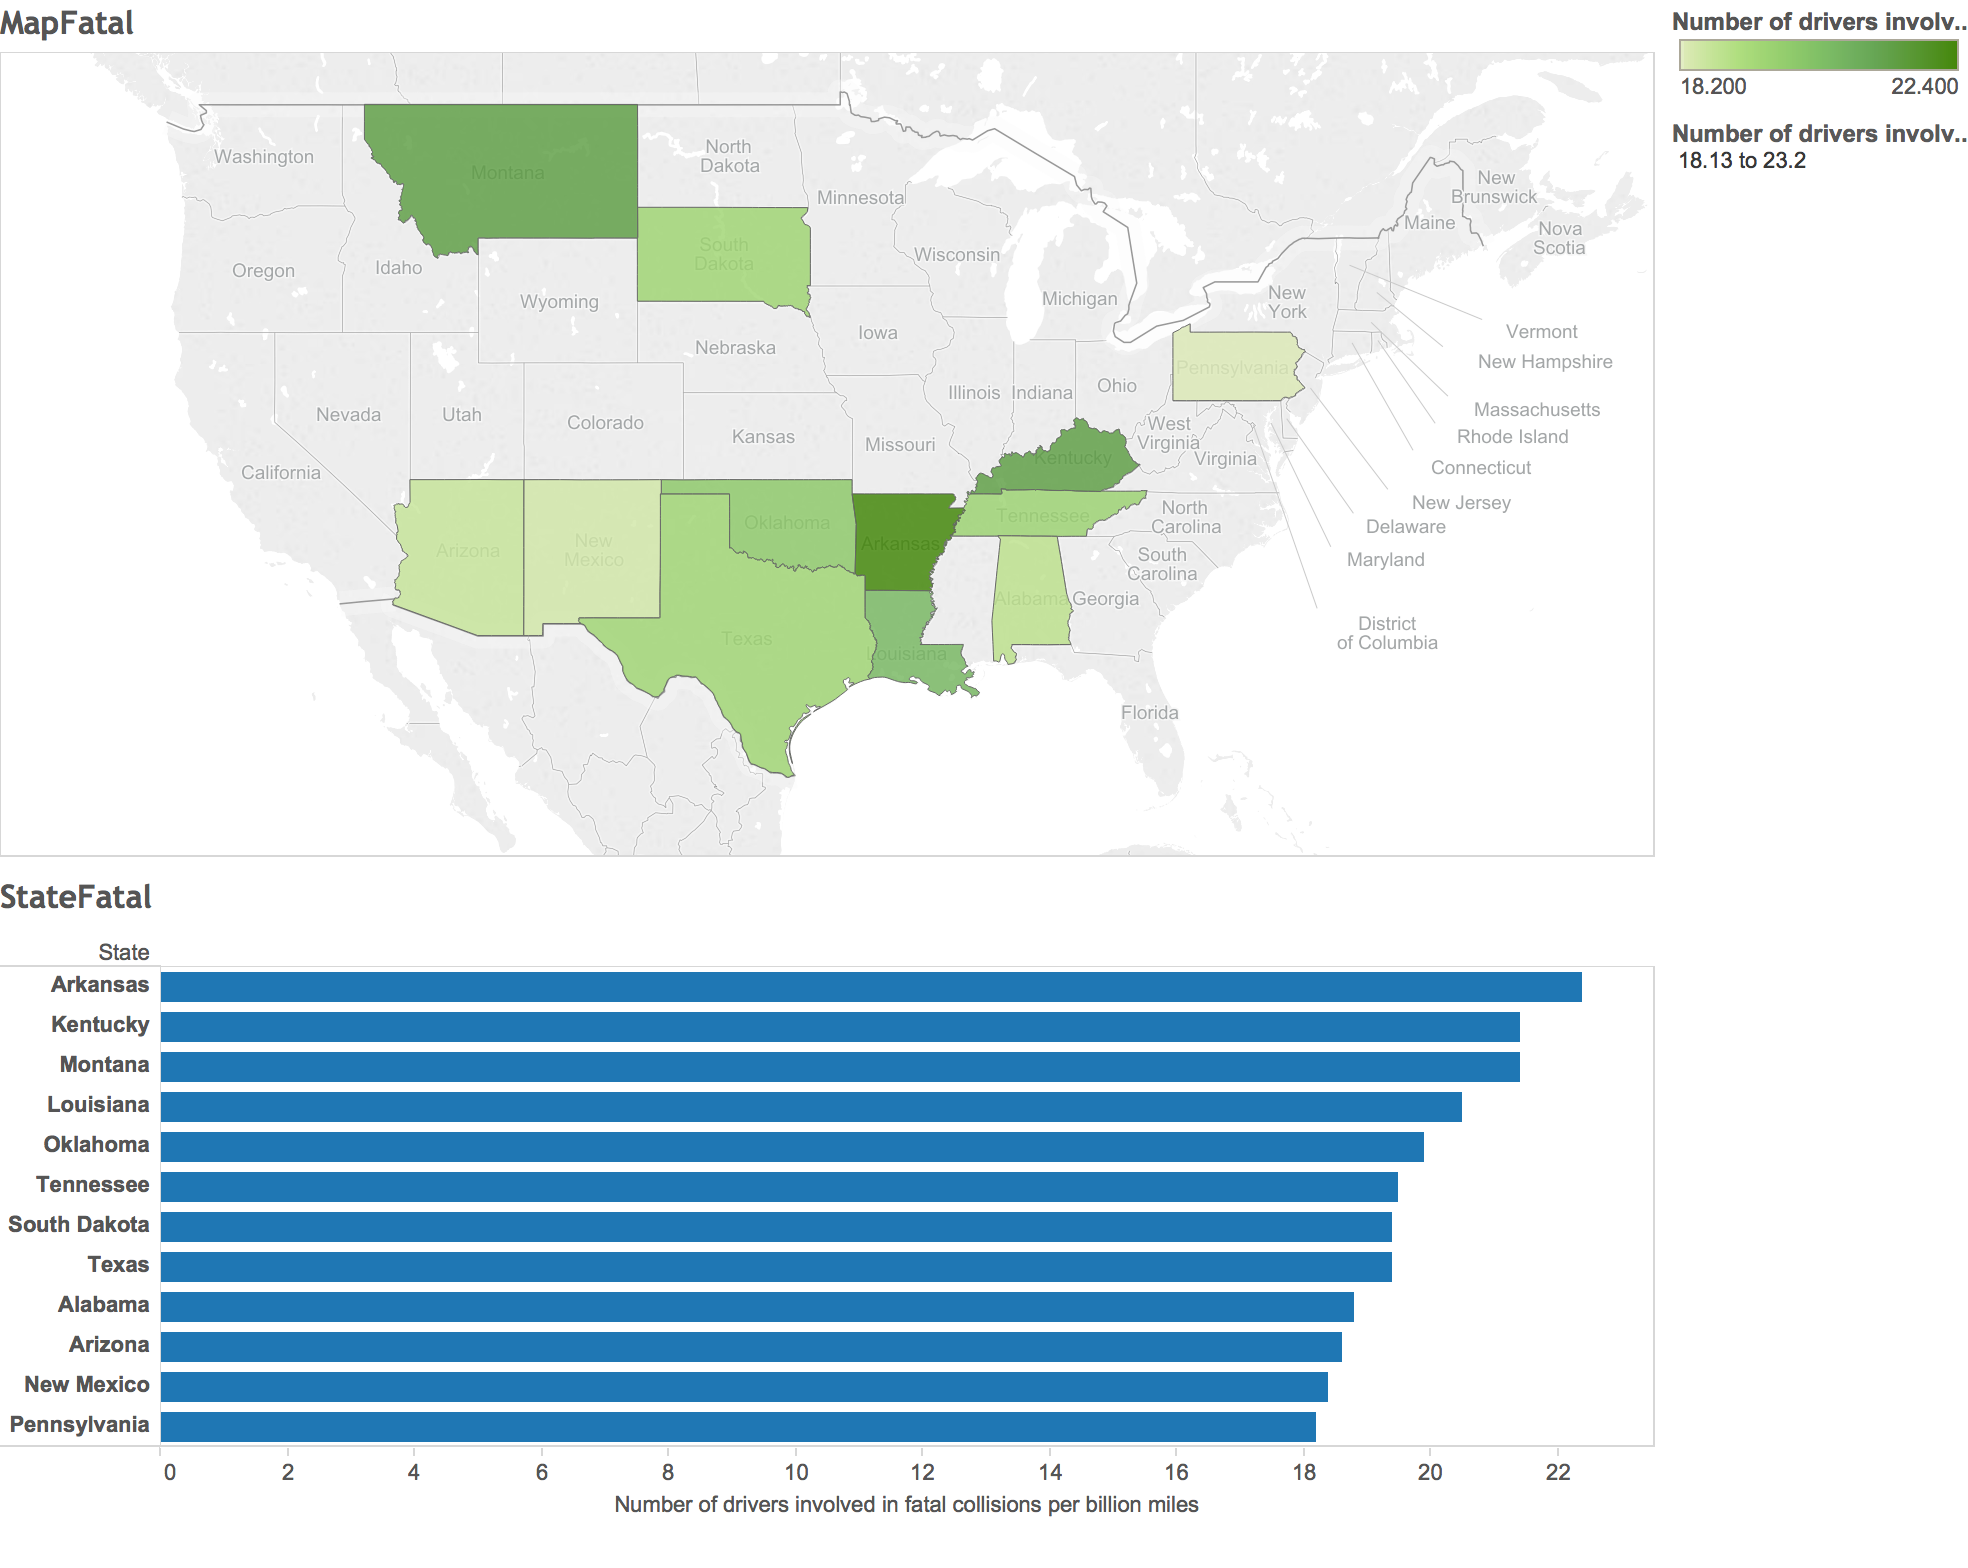 MapFatal
Number of drivers involv..
18.200
22.400
Number of drivers involv..
18.13 to 23.2
Washington
Montana
North
Dakota
Minnesota
New
Brunswick
Maine
Nova
Scotia
Oregon
Idaho
South
Dakota
Wisconsin
Wyoming
Michigan
New
York
Vermont
Iowa
Nebraska
New Hampshire
Pennsylvania
Nevada
Utah
Colorado
Illinois
Indiana
Ohio
Massachusetts
Kansas
Missouri
West
Virginia
Rhode Island
California
Kentucky
Virginia
Connecticut
New Jersey
Arizona
New
Mexico
Oklahoma
Arkansas
Tennessee
North
Carolina
Delaware
South
Carolina
Maryland
Alabama
Georgia
Texas
Louisiana
District
of Columbia
Florida
StateFatal
State
Arkansas
Kentucky
Montana
Louisiana
Oklahoma
Tennessee
South Dakota
Texas
Alabama
Arizona
New Mexico
Pennsylvania
0 2 4 6 8 10 12 14 16 18 20 22
Number of drivers involved in fatal collisions per billion miles